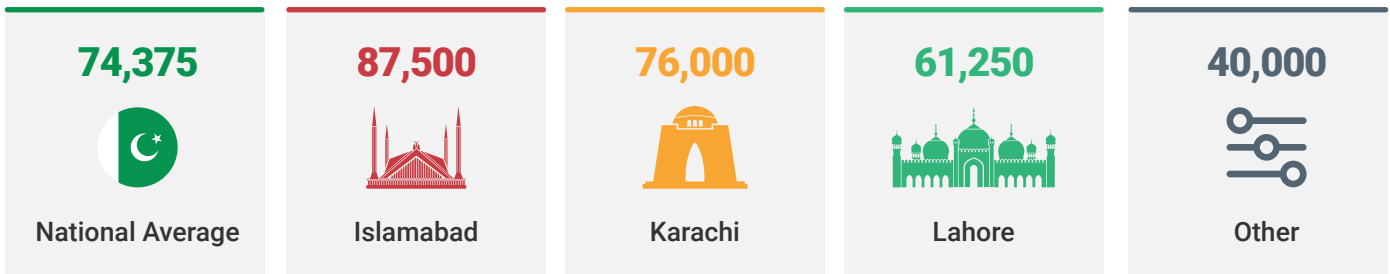 74,375
National Average
87,500
Islamabad
76,000
Karachi
61,250
Lahore
40,000
Other